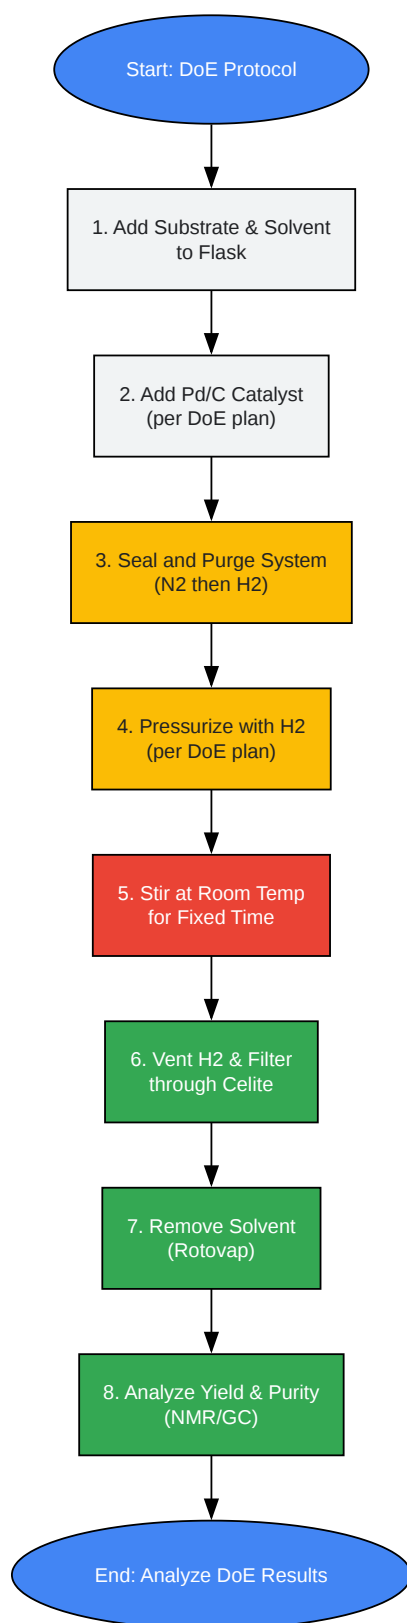 Start: DoE Protocol
1. Add Substrate & Solvent
to Flask
2. Add Pd/C Catalyst
(per DoE plan)
3. Seal and Purge System
(N2 then H2)
4. Pressurize with H2
(per DoE plan)
5. Stir at Room Temp
for Fixed Time
6. Vent H2 & Filter
through Celite
7. Remove Solvent
(Rotovap)
8. Analyze Yield & Purity
(NMR/GC)
End: Analyze DoE Results